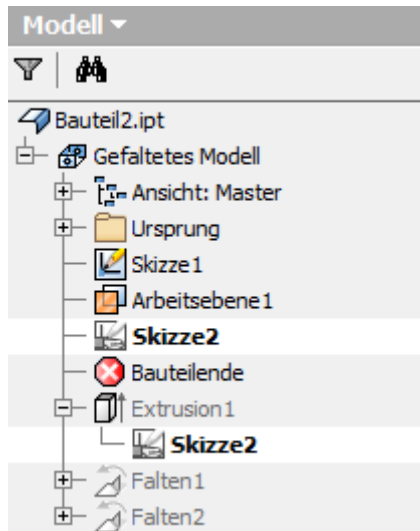 Modell
Bauteil2.ipt
Gefaltetes Modell
Ansicht: Master
Ursprung
Skizze1
Arbeitsebene1
Skizze2
Bauteilende
Extrusion1
Skizze2
Falten1
Falten2